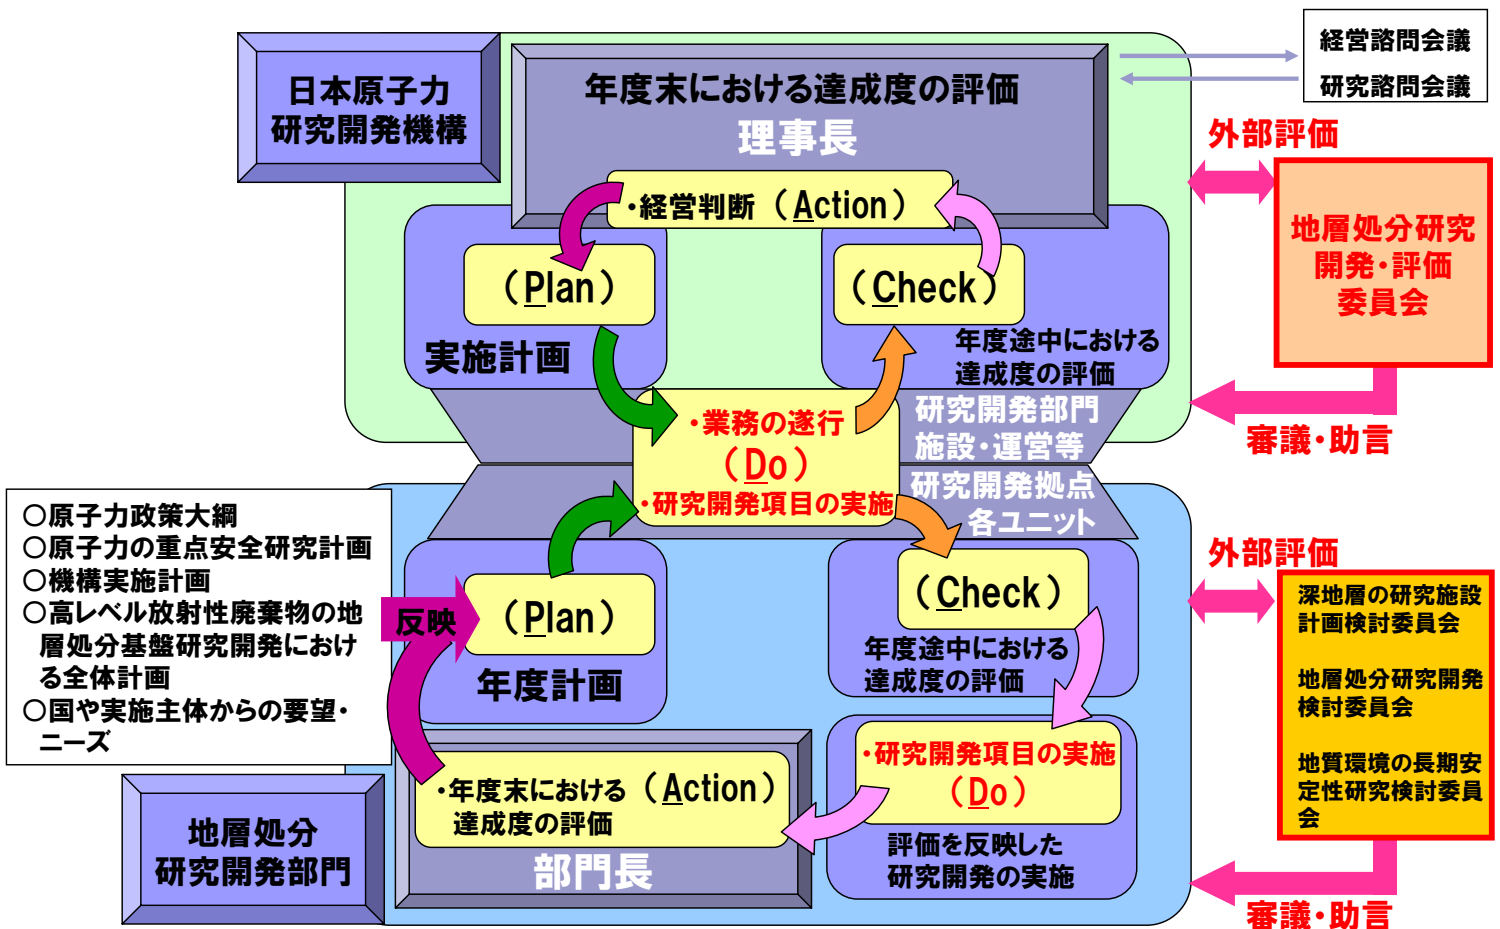 経営諮問会議
研究諮問会議
日本原子力
研究開発機構
年度末における達成度の評価
理事長
・経営判断（Action）
（Plan）
実施計画
（Check）
年度途中における
達成度の評価
外部評価
地層処分研究
開発・評価
委員会
審議・助言
・業務の遂行
（Do）
・研究開発項目の実施
研究開発部門
施設・運営等
研究開発拠点
各ユニット
○原子力政策大綱
○原子力の重点安全研究計画
○機構実施計画
○高レベル放射性廃棄物の地
層処分基盤研究開発におけ
る全体計画
○国や実施主体からの要望・
ニーズ
反映
（Plan）
年度計画
（Check）
年度途中における
達成度の評価
外部評価
深地層の研究施設
計画検討委員会
地層処分研究開発
検討委員会
地質環境の長期安
定性研究検討委員
会
審議・助言
・研究開発項目の実施
（Do）
評価を反映した
研究開発の実施
・年度末における（Action）
達成度の評価
部門長
地層処分
研究開発部門